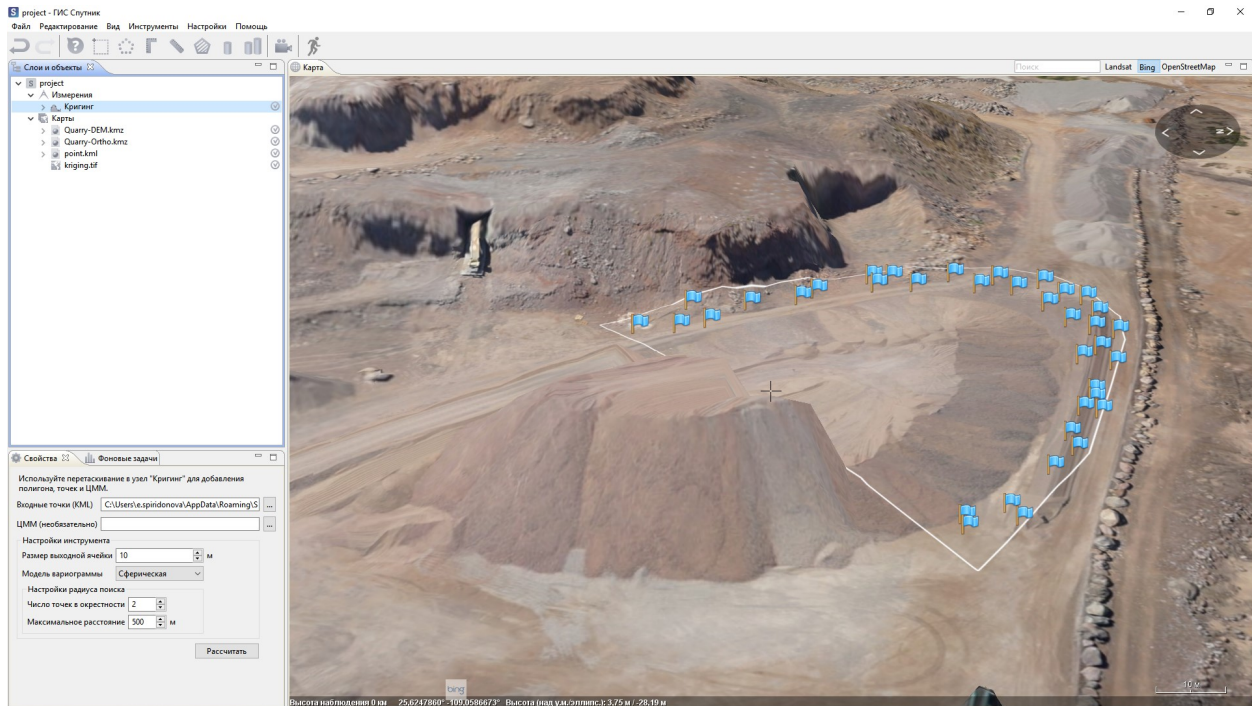 S project - ГИС Спутник
Файл Редактирование Вид Инструменты Настройки Помощь
Слои и объекты
S project
Измерения
Кригинг
Карты
Quarry-DEM.kmz
Quarry-Ortho.kmz
point.kml
kriging.tif
Карта
Поиск
Landsat Bing OpenStreetMap
Свойства Фоновые задачи
Используйте перетаскивание в узел "Кригинг" для добавления
полигона, точек и ЦММ.
Входные точки (KML) C:\Users\e.spiridonova\AppData\Roaming\S ...
ЦММ (необязательно) ...
Настройки инструмента
Размер выходной ячейки 10 м
Модель вариограммы Сферическая
Настройки радиуса поиска
Число точек в окрестности 2
Максимальное расстояние 500 м
Рассчитать
N
10 м
bing
Высота наблюдения 0 км 25,6247860° -109,0586673° Высота (над у.м./эллипс.): 3,75 м / -28,19 м